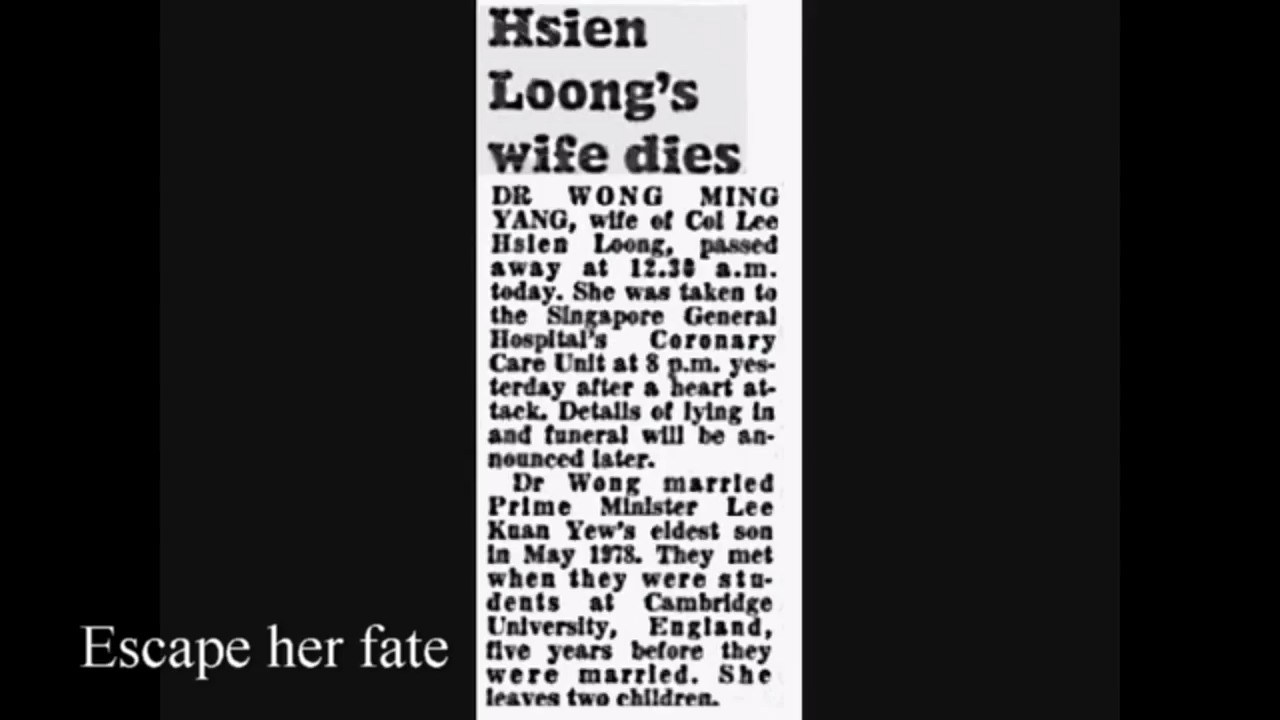 Hsien
Loong's
wife dies
DR WONG MING
YANG, wife of Col Lee
Hsien Loong, passed
away at 12.30 a.m.
today. She was taken to
the Singapore General
Hospital's Coronary
Care Unit at 8 p.m. yes-
terday after a heart at-
tack. Details of lying in
and funeral will be an-
nounced later.
Dr Wong married
Prime Minister Lee
Kuan Yew's eldest son
in May 1978. They met
when they were stu-
dents at Cambridge
University, England,
five years before they
were married. She
leaves two children.
Escape her fate